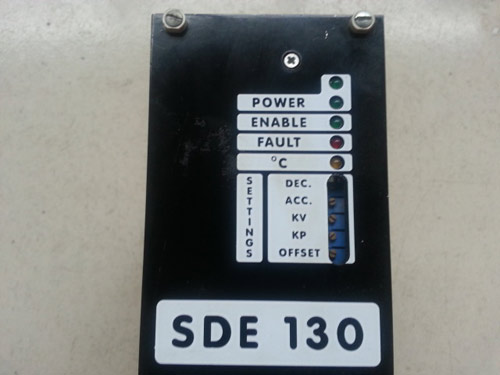 POWER
ENABLE
FAULT
°C
SETTINGS
DEC.
ACC.
KV
KP
OFFSET
SDE 130